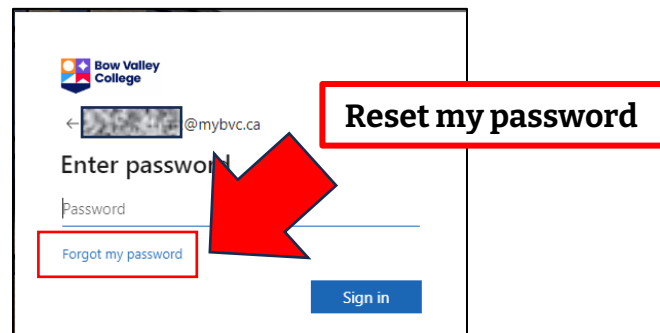 Bow Valley
College
@mybvc.ca
Reset my password
Enter password
Password
Forgot my password
Sign in